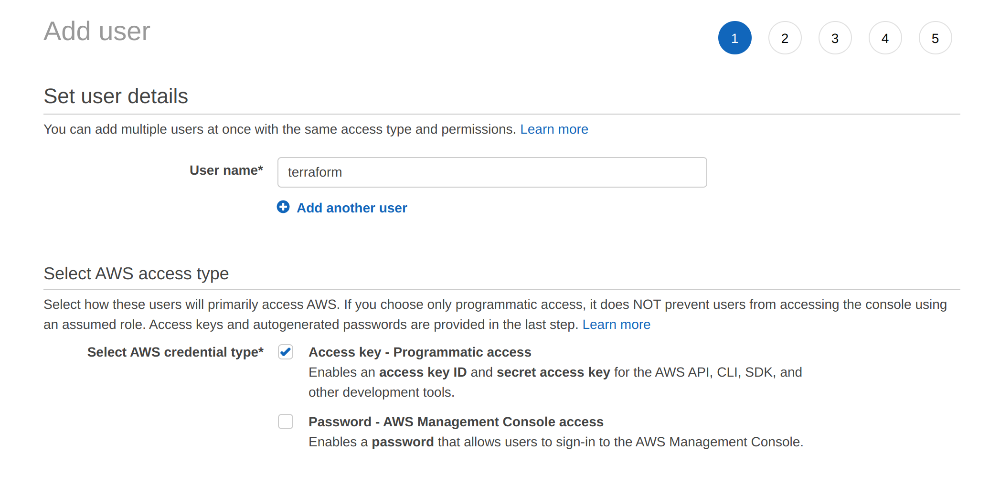 Add user
1 2 3 4 5
Set user details
You can add multiple users at once with the same access type and permissions. Learn more
User name* terraform
Add another user
Select AWS access type
Select how these users will primarily access AWS. If you choose only programmatic access, it does NOT prevent users from accessing the console using
an assumed role. Access keys and autogenerated passwords are provided in the last step. Learn more
Select AWS credential type* Access key - Programmatic access
Enables an access key ID and secret access key for the AWS API, CLI, SDK, and
other development tools.
Password - AWS Management Console access
Enables a password that allows users to sign-in to the AWS Management Console.